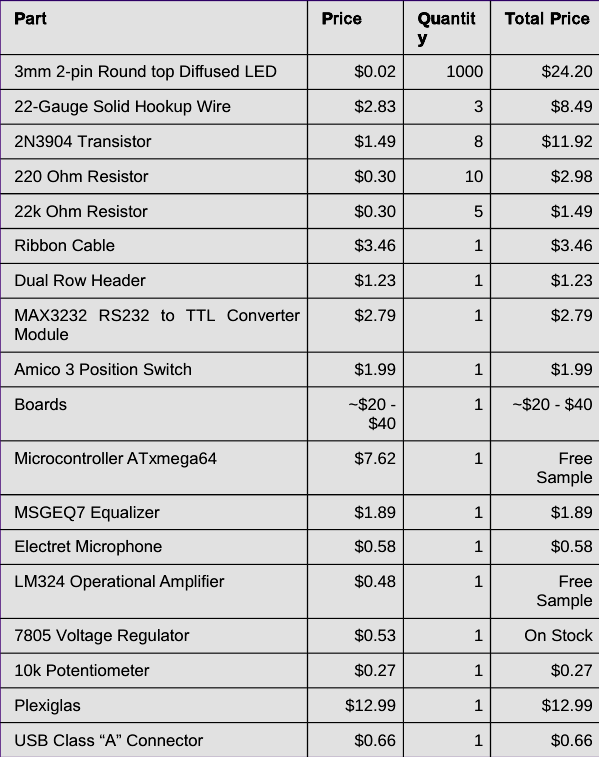 Part Price Quantit Total Price
y
3mm 2-pin Round top Diffused LED $0.02 1000 $24.20
22-Gauge Solid Hookup Wire $2.83 3 $8.49
2N3904 Transistor $1.49 8 $11.92
220 Ohm Resistor $0.30 10 $2.98
22k Ohm Resistor $0.30 5 $1.49
Ribbon Cable $3.46 1 $3.46
Dual Row Header $1.23 1 $1.23
MAX3232 RS232 to TTL Converter $2.79 1 $2.79
Module
Amico 3 Position Switch $1.99 1 $1.99
Boards ~$20 - 1 ~$20 - $40
$40
Microcontroller ATxmega64 $7.62 1 Free
Sample
MSGEQ7 Equalizer $1.89 1 $1.89
Electret Microphone $0.58 1 $0.58
LM324 Operational Amplifier $0.48 1 Free
Sample
7805 Voltage Regulator $0.53 1 On Stock
10k Potentiometer $0.27 1 $0.27
Plexiglas $12.99 1 $12.99
USB Class “A” Connector $0.66 1 $0.66